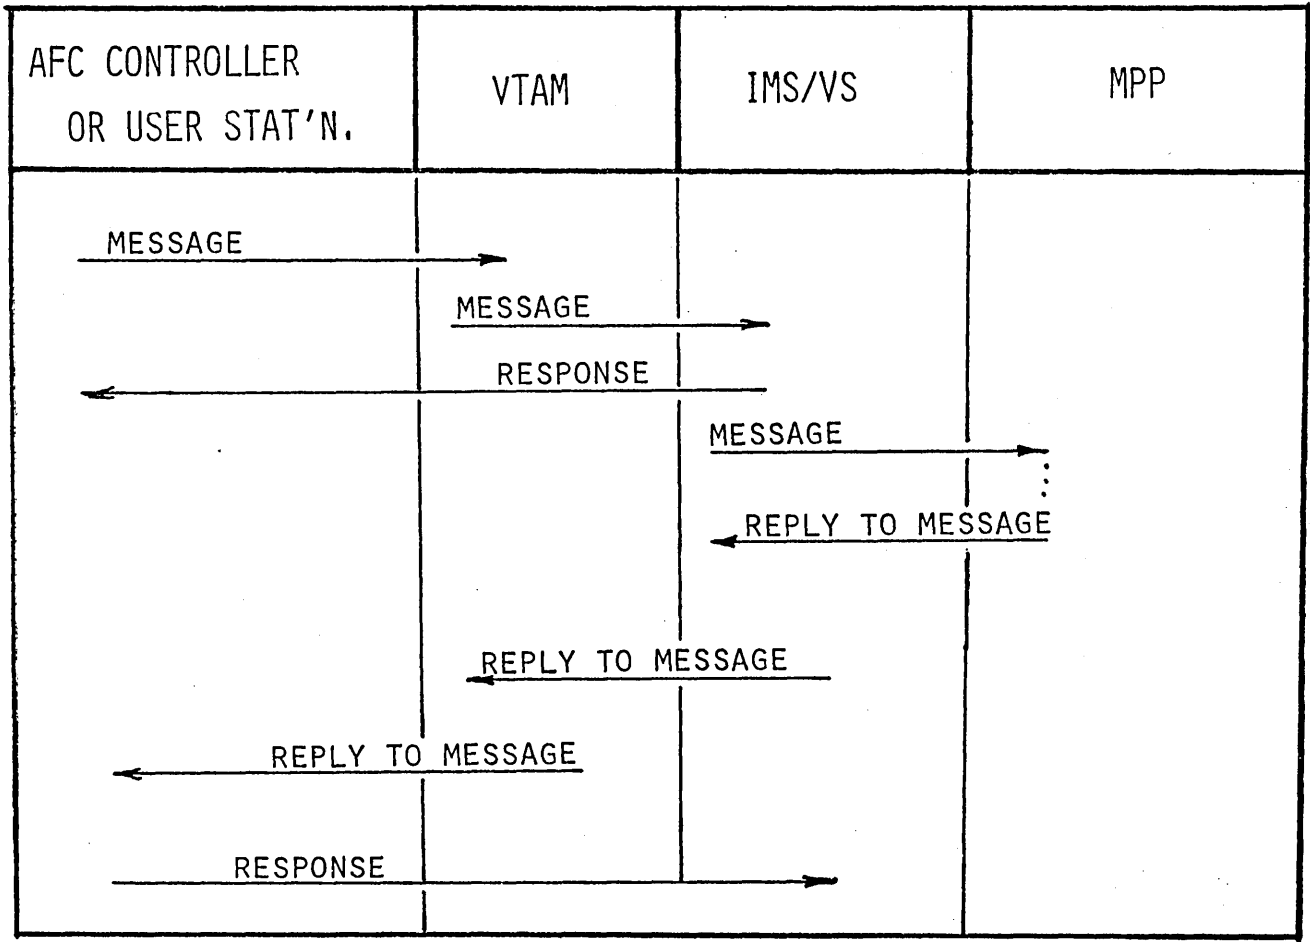 AFC CONTROLLER
OR USER STAT'N.
VTAM
IMS/VS
MPP
MESSAGE
MESSAGE
RESPONSE
MESSAGE
REPLY TO MESSAGE
REPLY TO MESSAGE
REPLY TO MESSAGE
RESPONSE